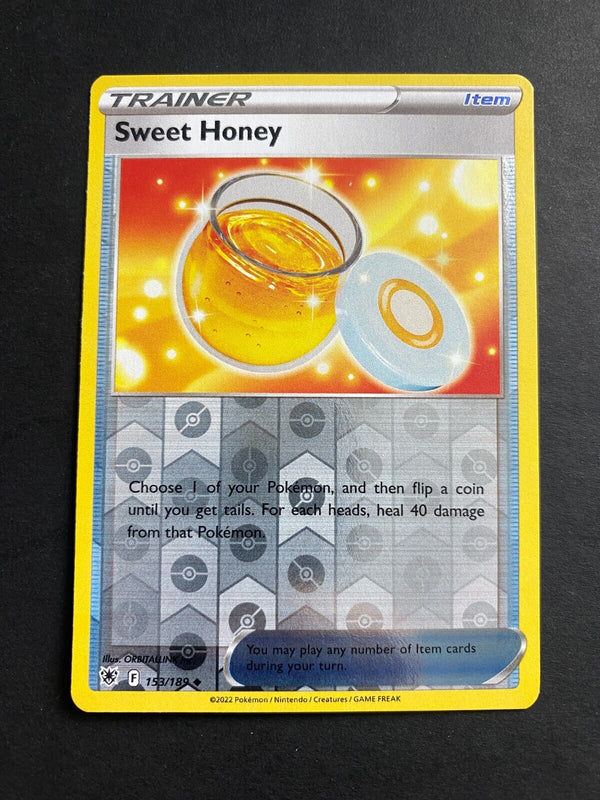 TRAINER Item
Sweet Honey
Choose 1 of your Pokémon, and then flip a coin
until you get tails. For each heads, heal 40 damage
from that Pokémon.
You may play any number of Item cards
during your turn.
Illus. ORBITALLINK
F 153/189
©2022 Pokémon / Nintendo / Creatures / GAME FREAK